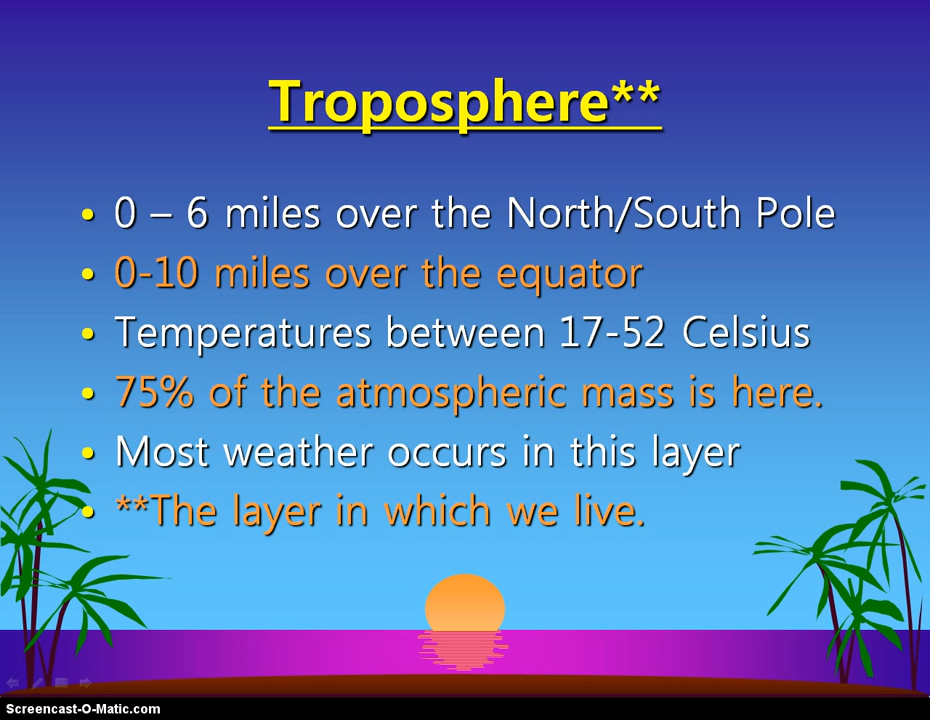 Troposphere**
• 0 – 6 miles over the North/South Pole
• 0-10 miles over the equator
• Temperatures between 17-52 Celsius
• 75% of the atmospheric mass is here.
• Most weather occurs in this layer
• **The layer in which we live.
Screencast-O-Matic.com